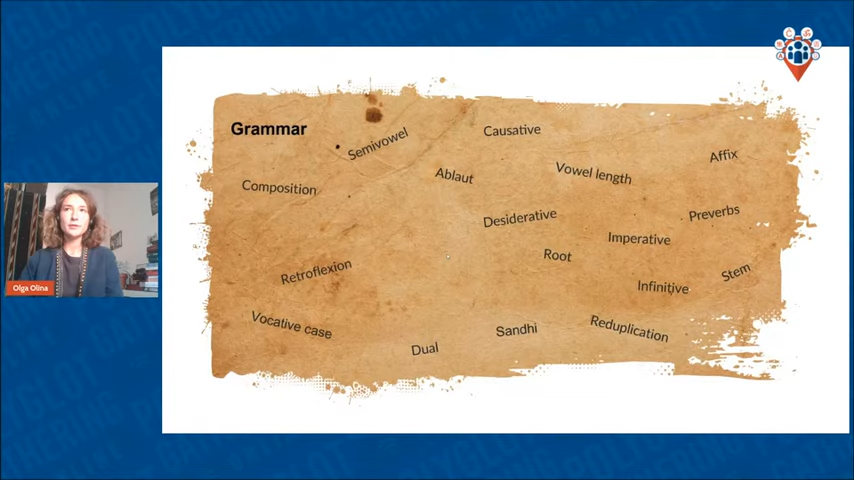 Grammar
Semivowel
Causative
Composition
Ablaut
Vowel length
Affix
Desiderative
Preverbs
Imperative
Retroflexion
Root
Infinitive
Stem
Vocative case
Dual
Sandhi
Reduplication
Olga Olina